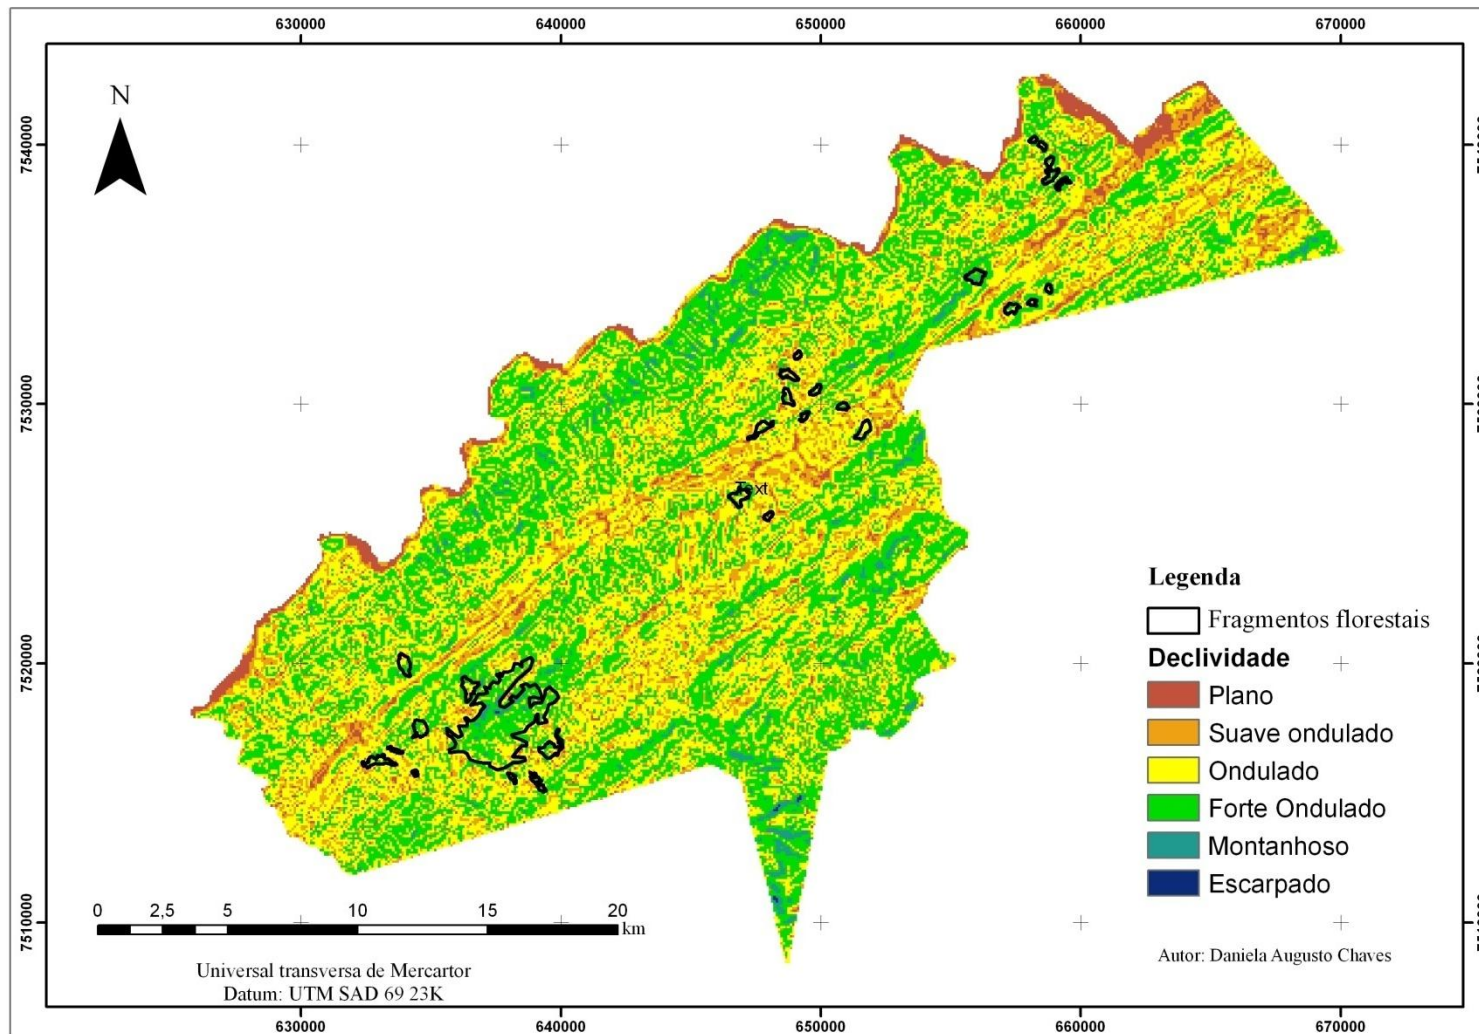 630000 640000 650000 660000 670000
N
7540000
7530000
7520000
7510000
Text
Legenda
Fragmentos florestais
Declividade
Plano
Suave ondulado
Ondulado
Forte Ondulado
Montanhoso
Escarpado
0 2,5 5 10 15 20
km
Universal transversa de Mercartor
Datum: UTM SAD 69 23K
Autor: Daniela Augusto Chaves
630000 640000 650000 660000 670000